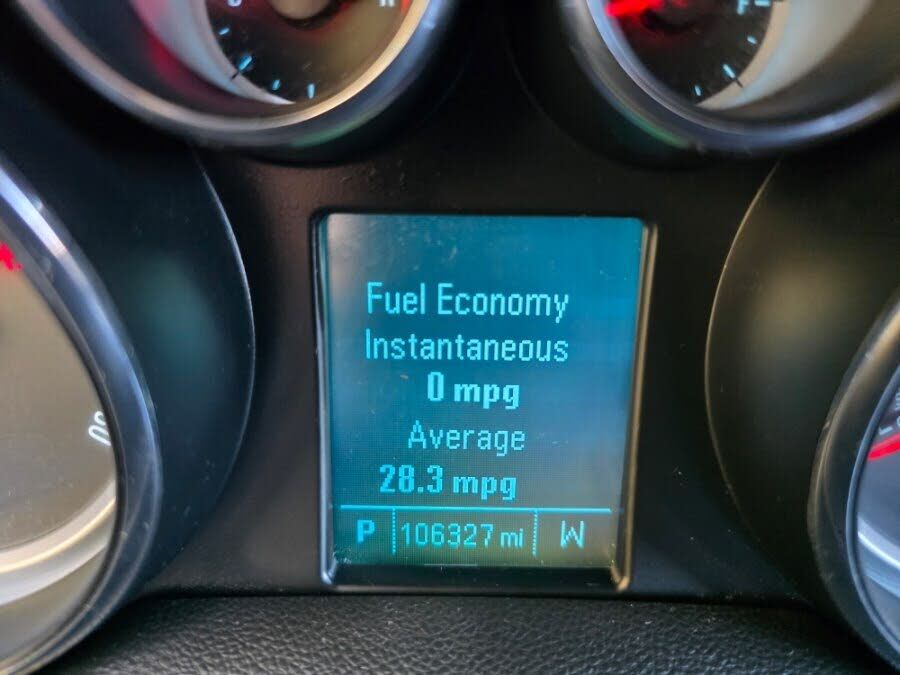 F
Fuel Economy
Instantaneous
0 mpg
Average
28.3 mpg
P 106327 mi W